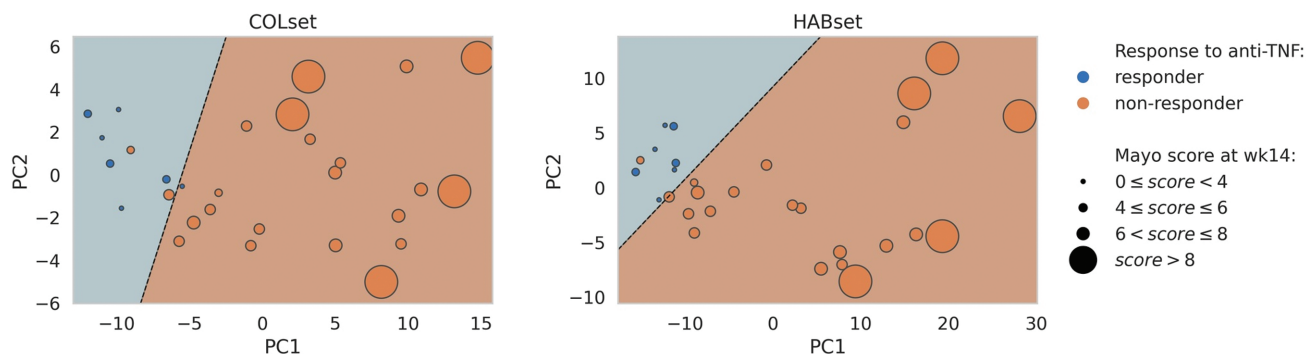 COLset
6
4
2
0
−2
−4
−6
PC2
−10
−5
0
5
10
15
PC1
HABset
10
5
0
−5
−10
PC2
−10
0
10
20
30
PC1
Response to anti-TNF:
responder
non-responder
Mayo score at wk14:
0 ≤ score < 4
4 ≤ score ≤ 6
6 < score ≤ 8
score > 8